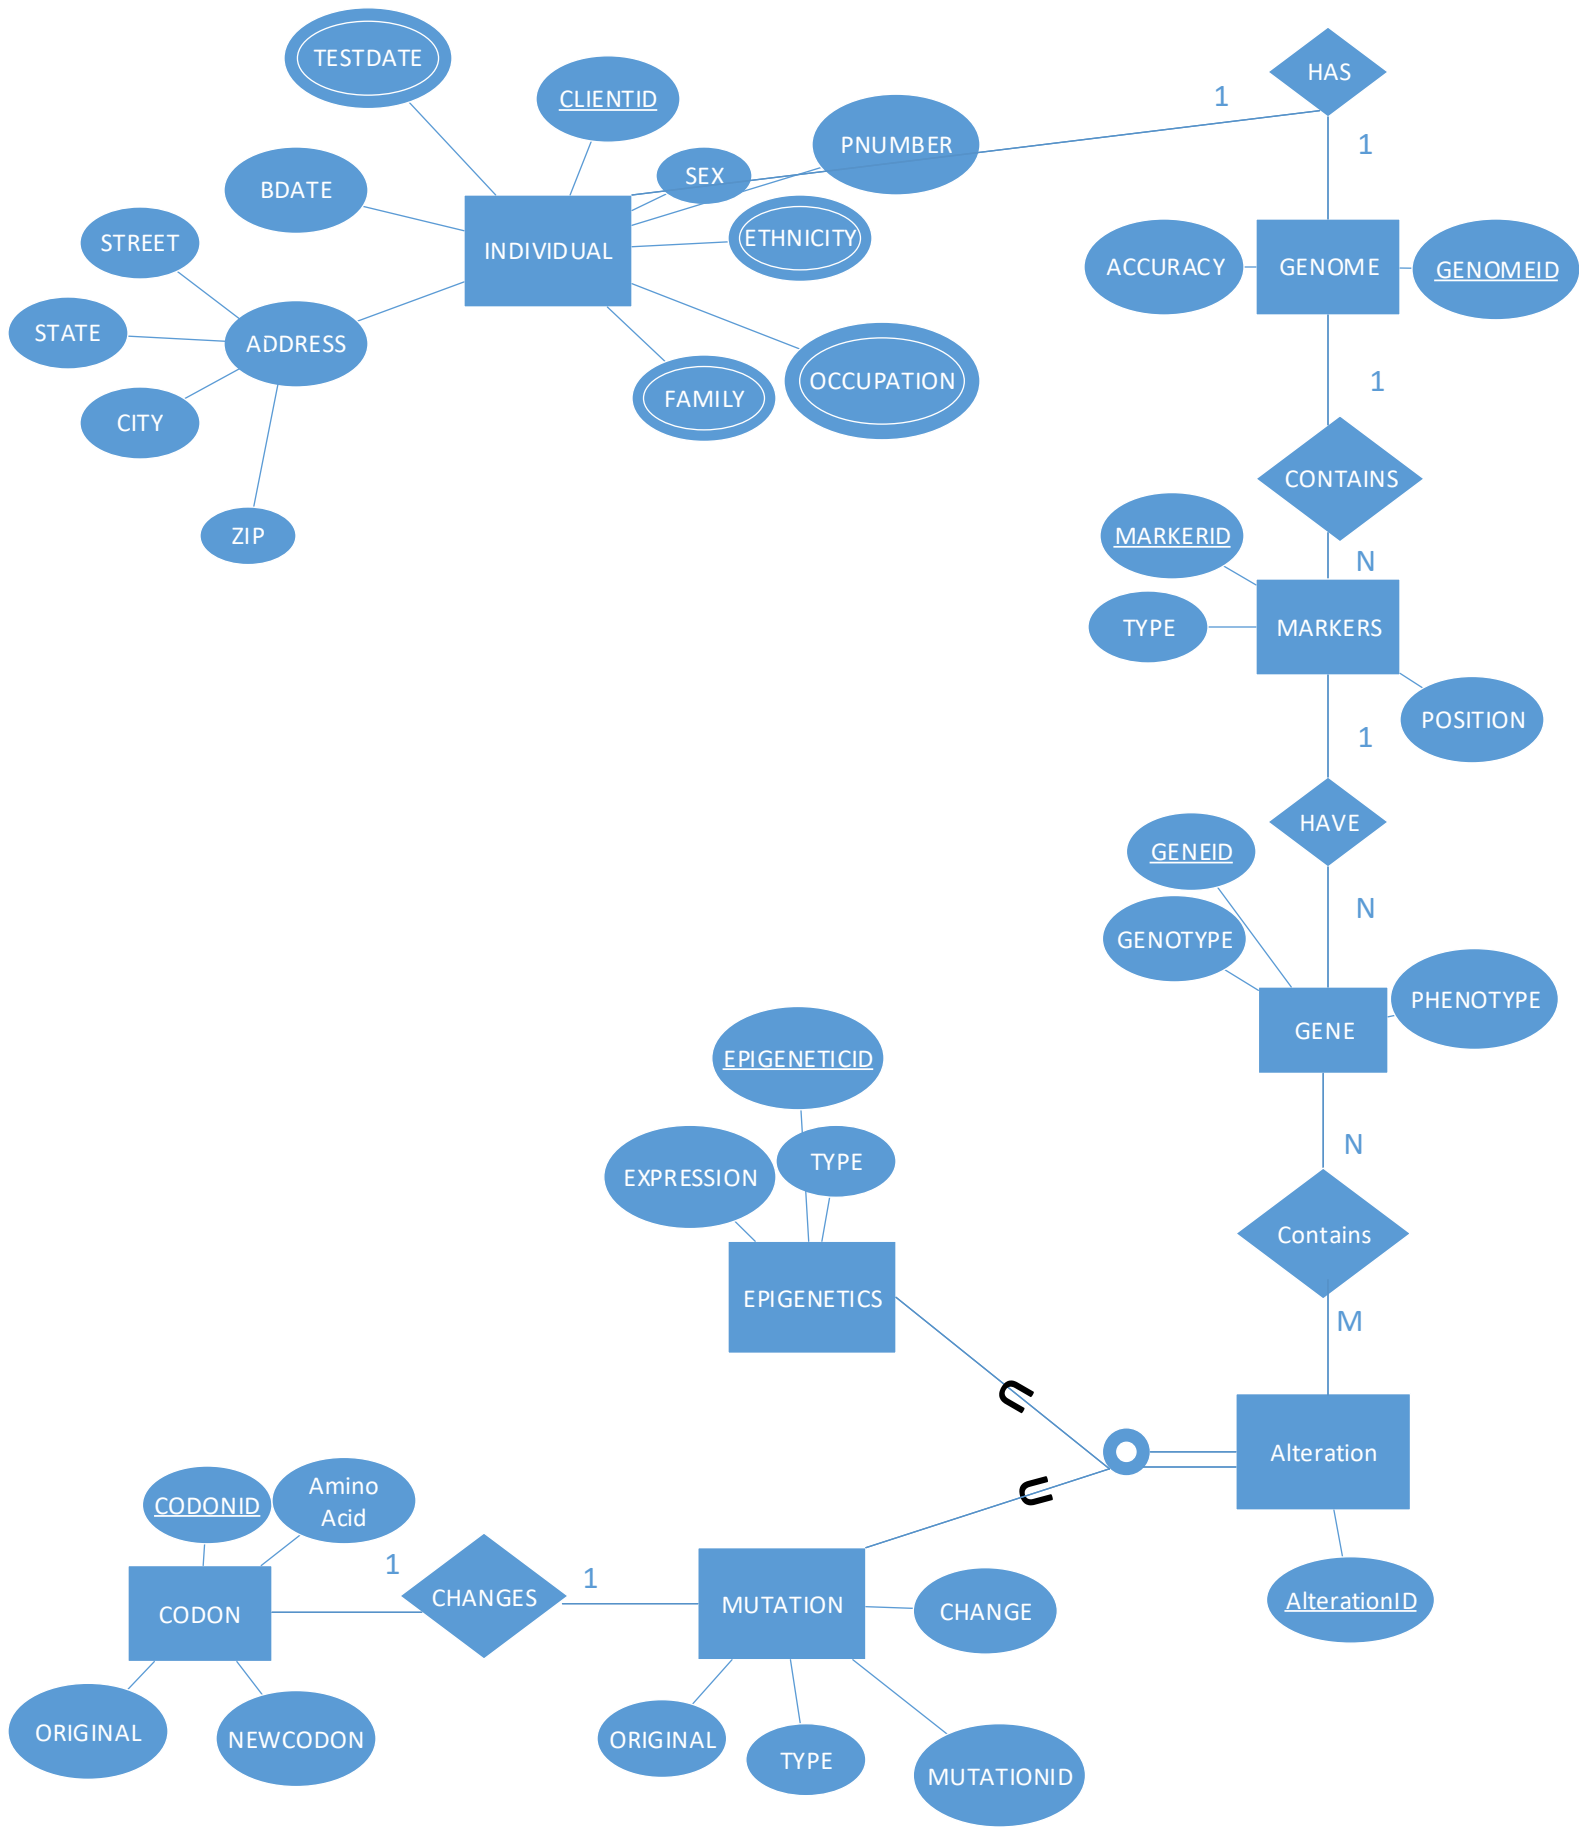 TESTDATE
CLIENTID
HAS
1
1
PNUMBER
SEX
BDATE
STREET
ETHNICITY
INDIVIDUAL
ACCURACY
GENOME
GENOMEID
STATE
ADDRESS
OCCUPATION
1
FAMILY
CITY
CONTAINS
ZIP
MARKERID
N
TYPE
MARKERS
POSITION
1
HAVE
GENEID
N
GENOTYPE
PHENOTYPE
GENE
EPIGENETICID
N
TYPE
EXPRESSION
Contains
EPIGENETICS
M
Alteration
CODONID
Amino
Acid
1
1
CHANGES
MUTATION
CODON
CHANGE
AlterationID
ORIGINAL
NEWCODON
ORIGINAL
TYPE
MUTATIONID